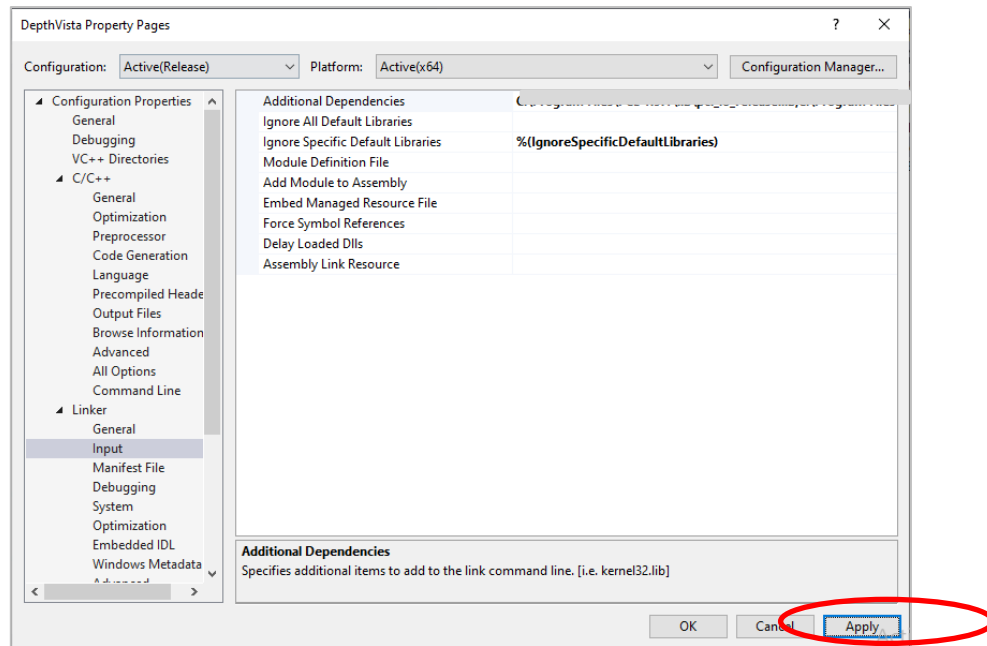 DepthVista Property Pages
?
Configuration: Active(Release) Platform: Active(x64) Configuration Manager...
Configuration Properties
General
Debugging
VC++ Directories
C/C++
General
Optimization
Preprocessor
Code Generation
Language
Precompiled Heade
Output Files
Browse Information
Advanced
All Options
Command Line
Linker
General
Input
Manifest File
Debugging
System
Optimization
Embedded IDL
Windows Metadata
Advanced
Additional Dependencies
Ignore All Default Libraries
Ignore Specific Default Libraries %(IgnoreSpecificDefaultLibraries)
Module Definition File
Add Module to Assembly
Embed Managed Resource File
Force Symbol References
Delay Loaded Dlls
Assembly Link Resource
Additional Dependencies
Specifies additional items to add to the link command line. [i.e. kernel32.lib]
OK Cancel Apply